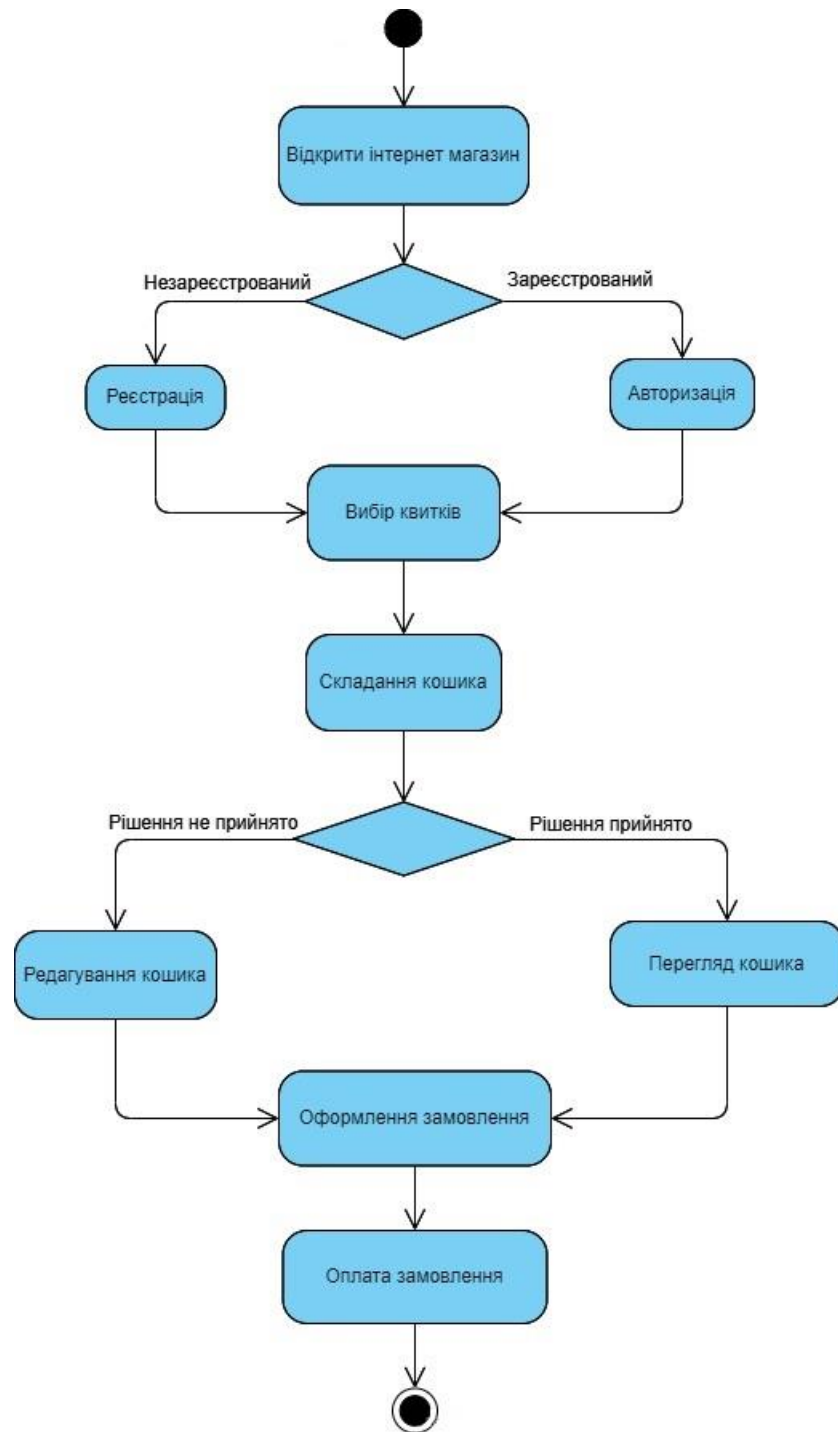 Відкрити інтернет магазин
Незареєстрований
Зареєстрований
Реєстрація
Авторизація
Вибір квитків
Складання кошика
Рішення не прийнято
Рішення прийнято
Редагування кошика
Перегляд кошика
Оформлення замовлення
Оплата замовлення